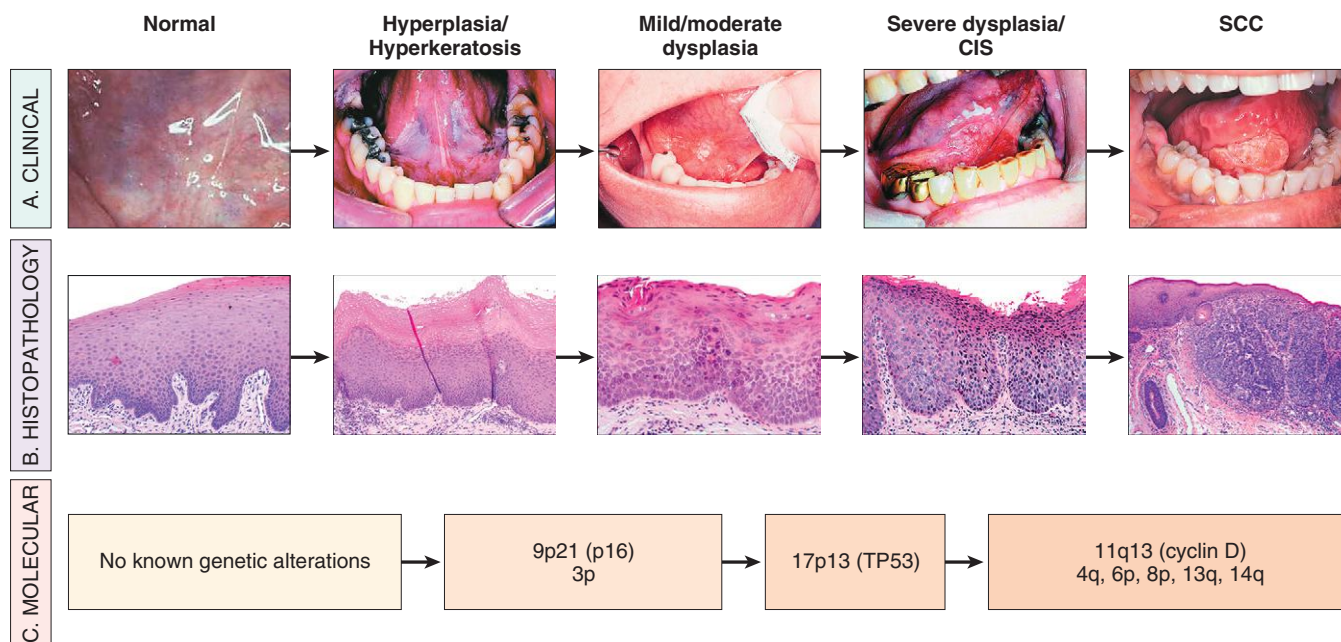 Normal
Hyperplasia/
Hyperkeratosis
Mild/moderate
dysplasia
Severe dysplasia/
CIS
SCC
A. CLINICAL
B. HISTOPATHOLOGY
C. MOLECULAR
No known genetic alterations
9p21 (p16)
3p
17p13 (TP53)
11q13 (cyclin D)
4q, 6p, 8p, 13q, 14q